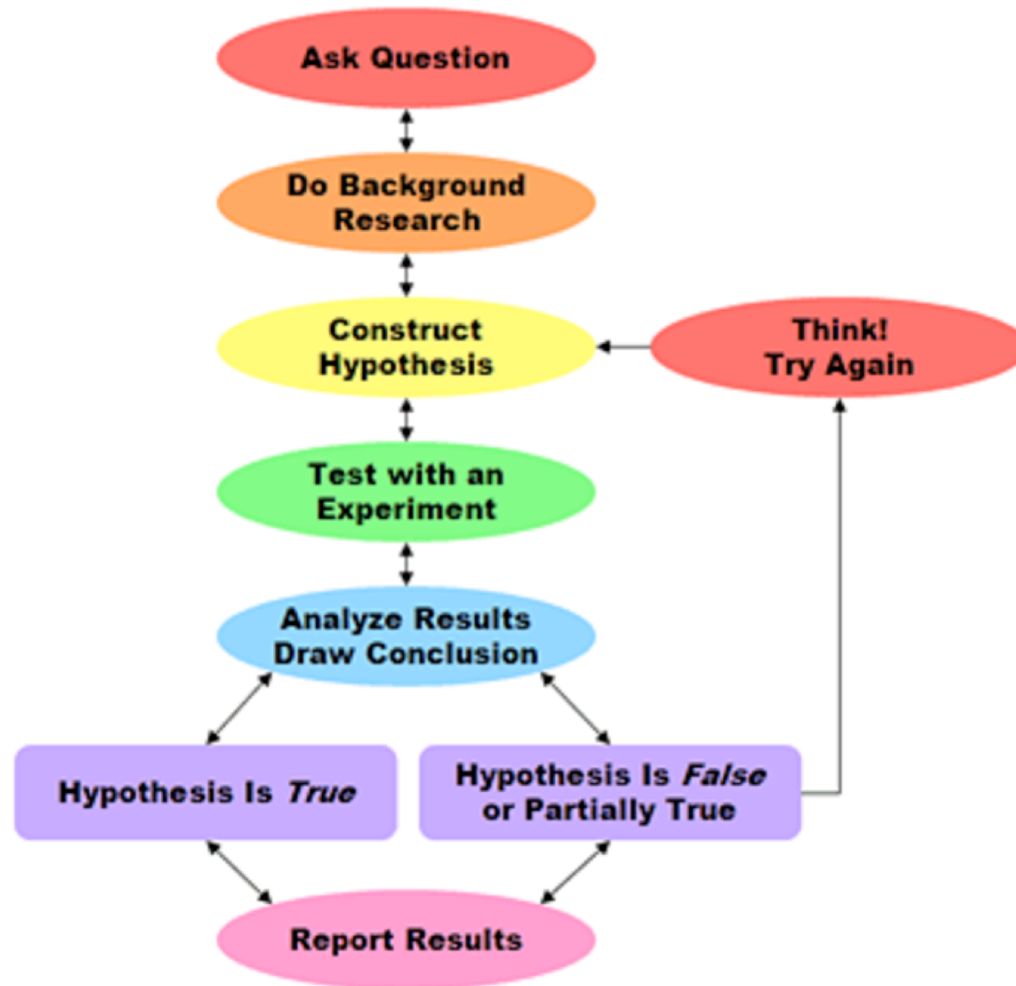 Ask Question
Do Background
Research
Construct
Hypothesis
Think!
Try Again
Test with an
Experiment
Analyze Results
Draw Conclusion
Hypothesis Is True
Hypothesis Is False
or Partially True
Report Results